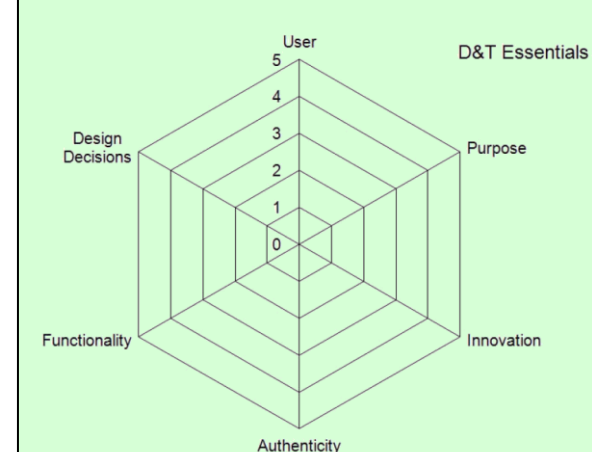 User
D&T Essentials
5
4
Design
Decisions
3
Purpose
2
1
0
Functionality
Innovation
Authenticity